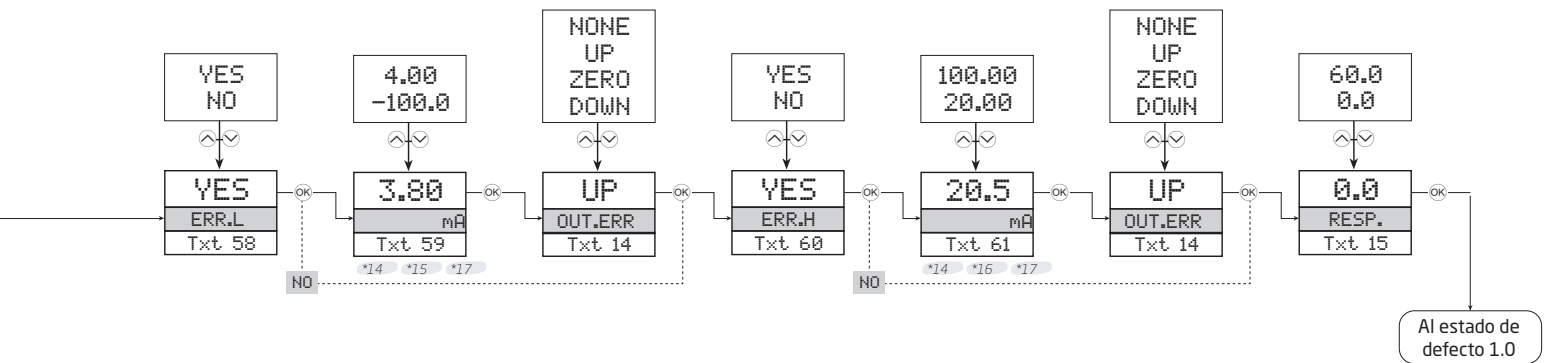 YES
NO
4.00
-100.0
NONE
UP
ZERO
DOWN
YES
NO
100.00
20.00
NONE
UP
ZERO
DOWN
60.0
0.0
YES
ERR.L
Txt 58
OK
3.80
mA
Txt 59
*14 *15 *17
OK
UP
OUT.ERR
Txt 14
OK
YES
ERR.H
Txt 60
OK
20.5
mA
Txt 61
*14 *16 *17
OK
UP
OUT.ERR
Txt 14
OK
0.0
RESP.
Txt 15
OK
NO
NO
Al estado de
defecto 1.0